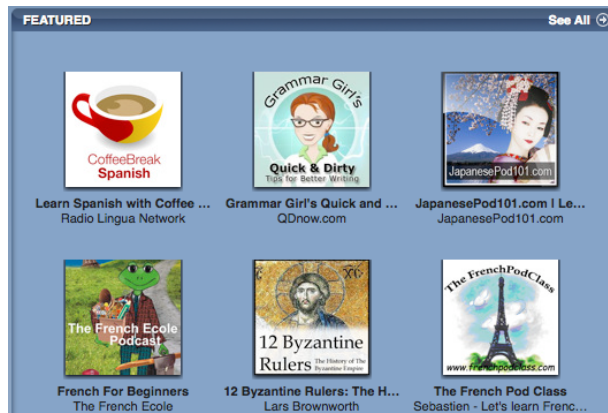 FEATURED
See All
CoffeeBreak
Spanish
Grammar Girl's
Quick & Dirty
Tips for Better Writing
JapanesePod101.com
Learn Spanish with Coffee ...
Radio Lingua Network
Grammar Girl's Quick and ...
QDnow.com
JapanesePod101.com | Le...
JapanesePod101.com
The French Ecole
Podcast
12 Byzantine
Rulers The History of The
Byzantine Empire
The FrenchPodClass
www.frenchpodclass.com
French For Beginners
The French Ecole
12 Byzantine Rulers: The H...
Lars Brownworth
The French Pod Class
Sebastien - Let's learn Frenc...